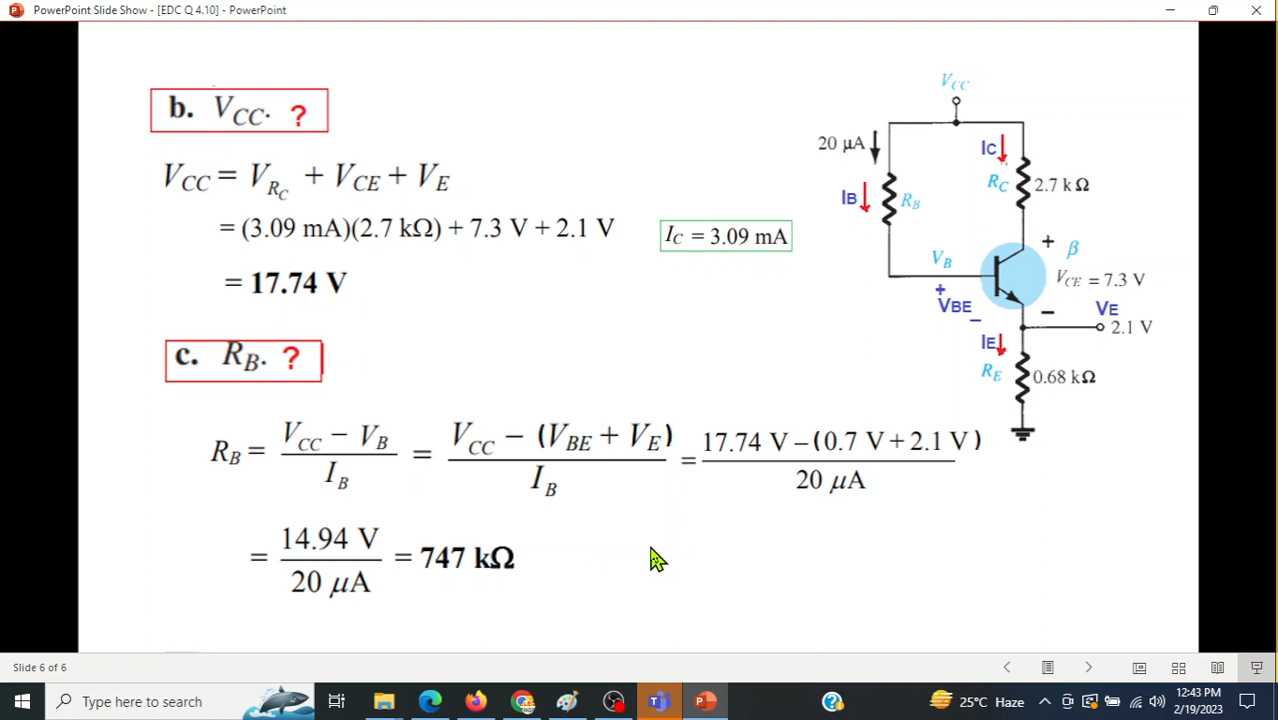 PowerPoint Slide Show - [EDC Q 4.10] - PowerPoint
b. V_CC. ?
V_CC = V_RC + V_CE + V_E
= (3.09 mA)(2.7 kΩ) + 7.3 V + 2.1 V
= 17.74 V
I_C = 3.09 mA
c. R_B. ?
R_B = (V_CC − V_B) / I_B = (V_CC − (V_BE + V_E)) / I_B = (17.74 V − (0.7 V + 2.1 V)) / 20 μA
= 14.94 V / 20 μA = 747 kΩ
V_CC
20 μA
IC
IB
R_B
R_C
2.7 kΩ
+
β
V_B
V_CE = 7.3 V
+
VBE
−
−
VE
2.1 V
IE
R_E
0.68 kΩ
Slide 6 of 6
Type here to search
25°C Haze
12:43 PM
2/19/2023